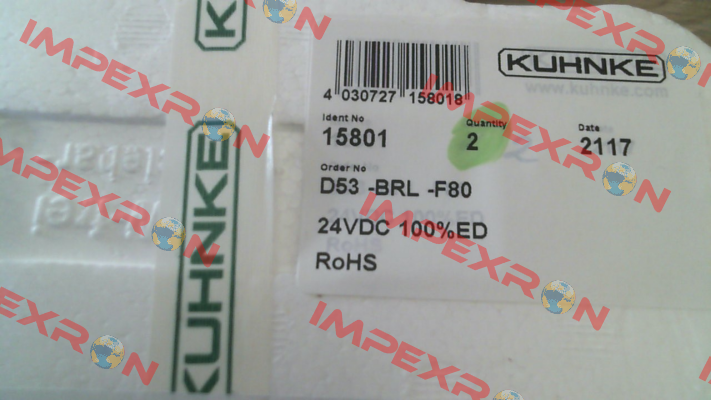 KUHNKE
www.kuhnke.com
4 030727 158018
Ident No Quantity Date
15801 2 2117
Order No
D53 -BRL -F80
24VDC 100%ED
RoHS
KUHNKE
K
IMPEXRON
IMPEXRON
IMPEXRON
IMPEXRON
IMPEXRON
IMPEXRON